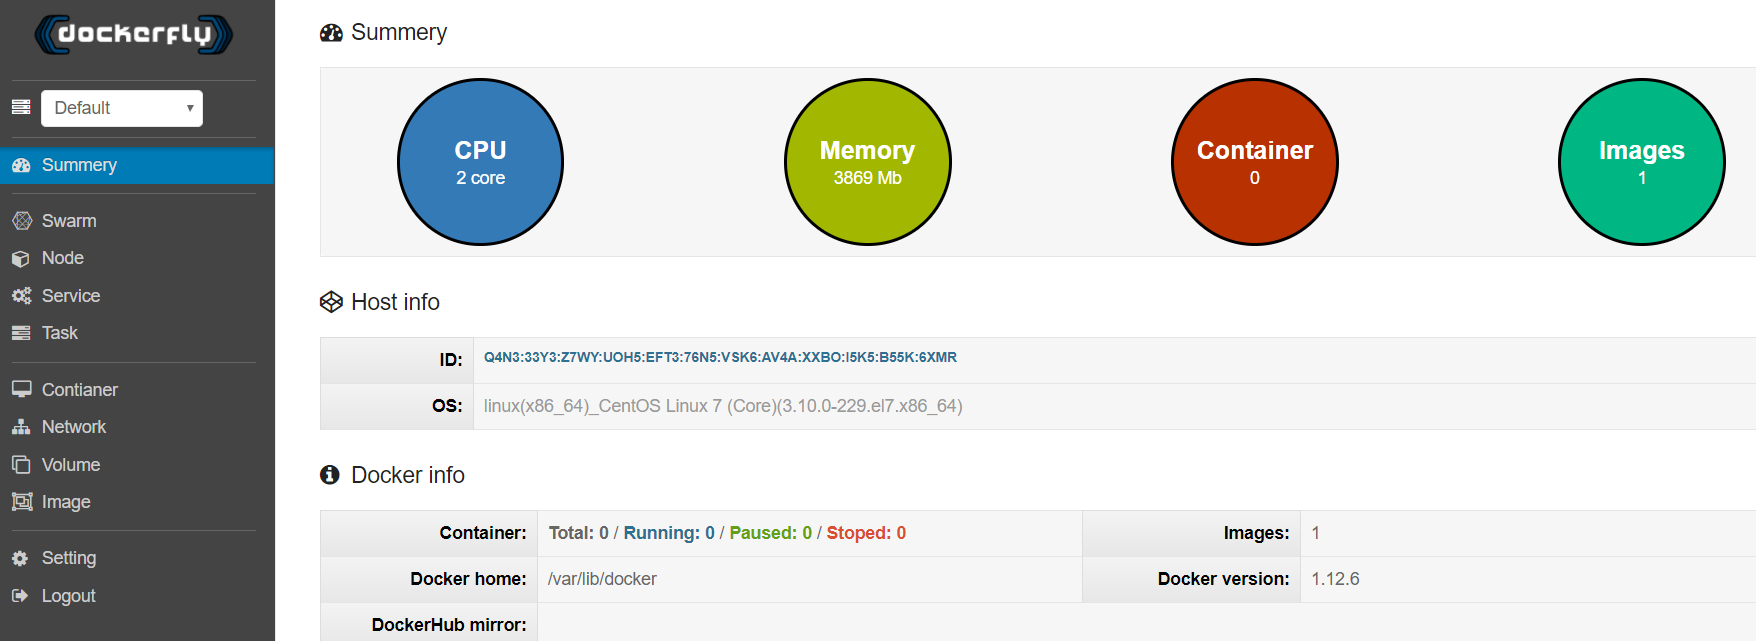 dockerfly
Default
Summery
Swarm
Node
Service
Task
Contianer
Network
Volume
Image
Setting
Logout
Summery
CPU
2 core
Memory
3869 Mb
Container
0
Images
1
Host info
ID: Q4N3:33Y3:Z7WY:UOH5:EFT3:76N5:VSK6:AV4A:XXBO:I5K5:B55K:6XMR
OS: linux(x86_64)_CentOS Linux 7 (Core)(3.10.0-229.el7.x86_64)
Docker info
Container: Total: 0 / Running: 0 / Paused: 0 / Stoped: 0 Images: 1
Docker home: /var/lib/docker Docker version: 1.12.6
DockerHub mirror: